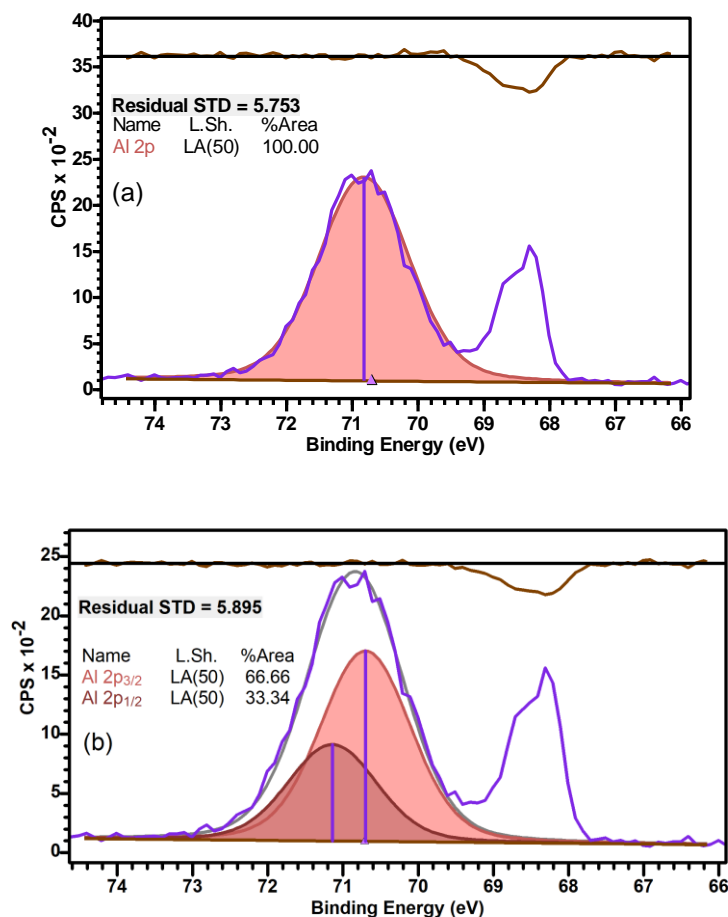 40
35
30
25
20
15
10
5
0
CPS x 10⁻²
Residual STD = 5.753
Name L.Sh. %Area
Al 2p LA(50) 100.00
(a)
74 73 72 71 70 69 68 67 66
Binding Energy (eV)
25
20
15
10
5
0
CPS x 10⁻²
Residual STD = 5.895
Name L.Sh. %Area
Al 2p₃/₂ LA(50) 66.66
Al 2p₁/₂ LA(50) 33.34
(b)
74 73 72 71 70 69 68 67 66
Binding Energy (eV)